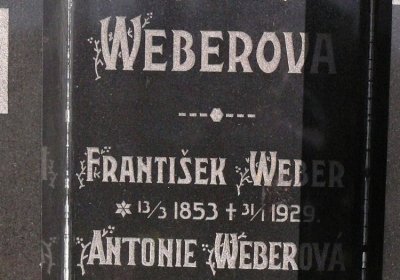 WEBEROVA
FRANTIŠEK WEBER
* 13/3 1853 + 31/1 1929.
ANTONIE WEBEROVÁ